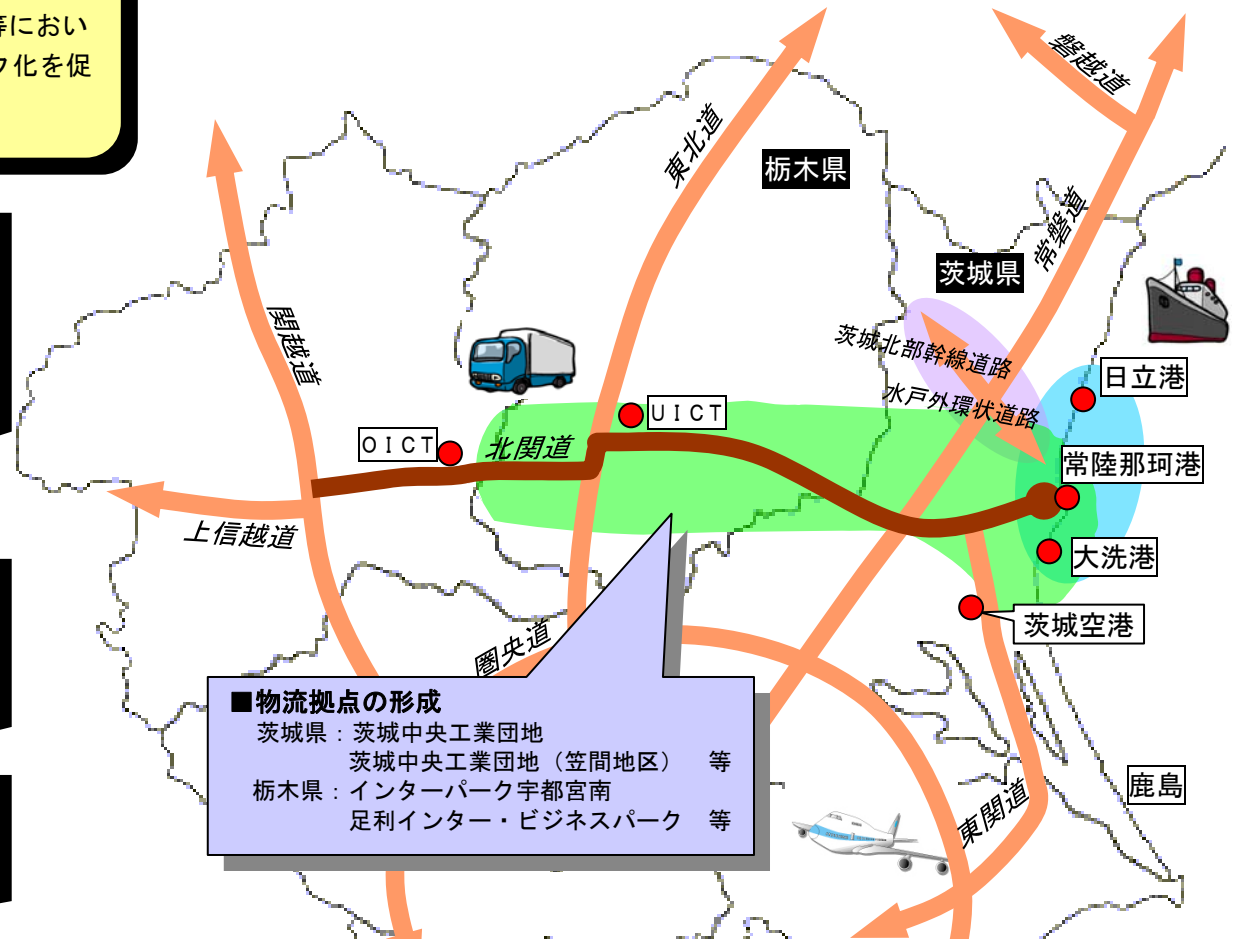 等におい
ク化を促
磐越道
東北道
栃木県
常磐道
茨城県
関越道
茨城北部幹線道路
水戸外環状道路
日立港
UICT
OICT
北関道
常陸那珂港
上信越道
大洗港
茨城空港
圏央道
■物流拠点の形成
茨城県：茨城中央工業団地
茨城中央工業団地（笠間地区） 等
栃木県：インターパーク宇都宮南
足利インター・ビジネスパーク 等
鹿島
東関道